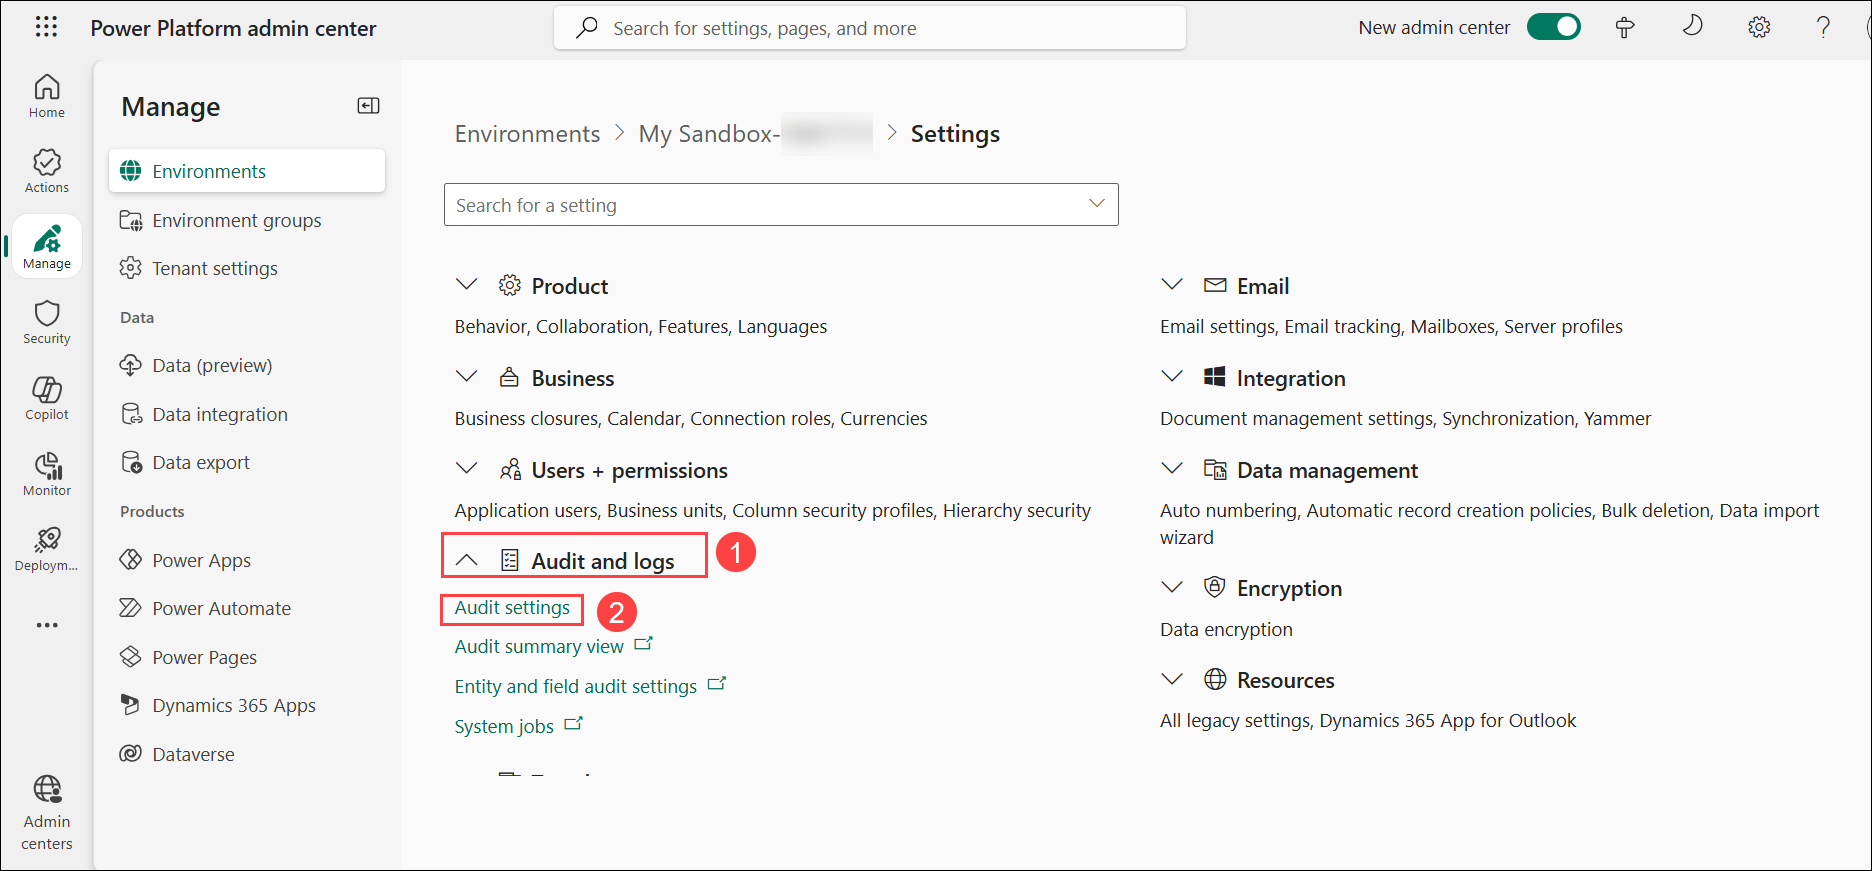 Power Platform admin center
Search for settings, pages, and more
New admin center
Home
Actions
Manage
Security
Copilot
Monitor
Deploym...
Admin
centers
Manage
Environments
Environment groups
Tenant settings
Data
Data (preview)
Data integration
Data export
Products
Power Apps
Power Automate
Power Pages
Dynamics 365 Apps
Dataverse
Environments > My Sandbox- > Settings
Search for a setting
Product
Behavior, Collaboration, Features, Languages
Business
Business closures, Calendar, Connection roles, Currencies
Users + permissions
Application users, Business units, Column security profiles, Hierarchy security
Audit and logs
1
Audit settings
2
Audit summary view
Entity and field audit settings
System jobs
Email
Email settings, Email tracking, Mailboxes, Server profiles
Integration
Document management settings, Synchronization, Yammer
Data management
Auto numbering, Automatic record creation policies, Bulk deletion, Data import
wizard
Encryption
Data encryption
Resources
All legacy settings, Dynamics 365 App for Outlook